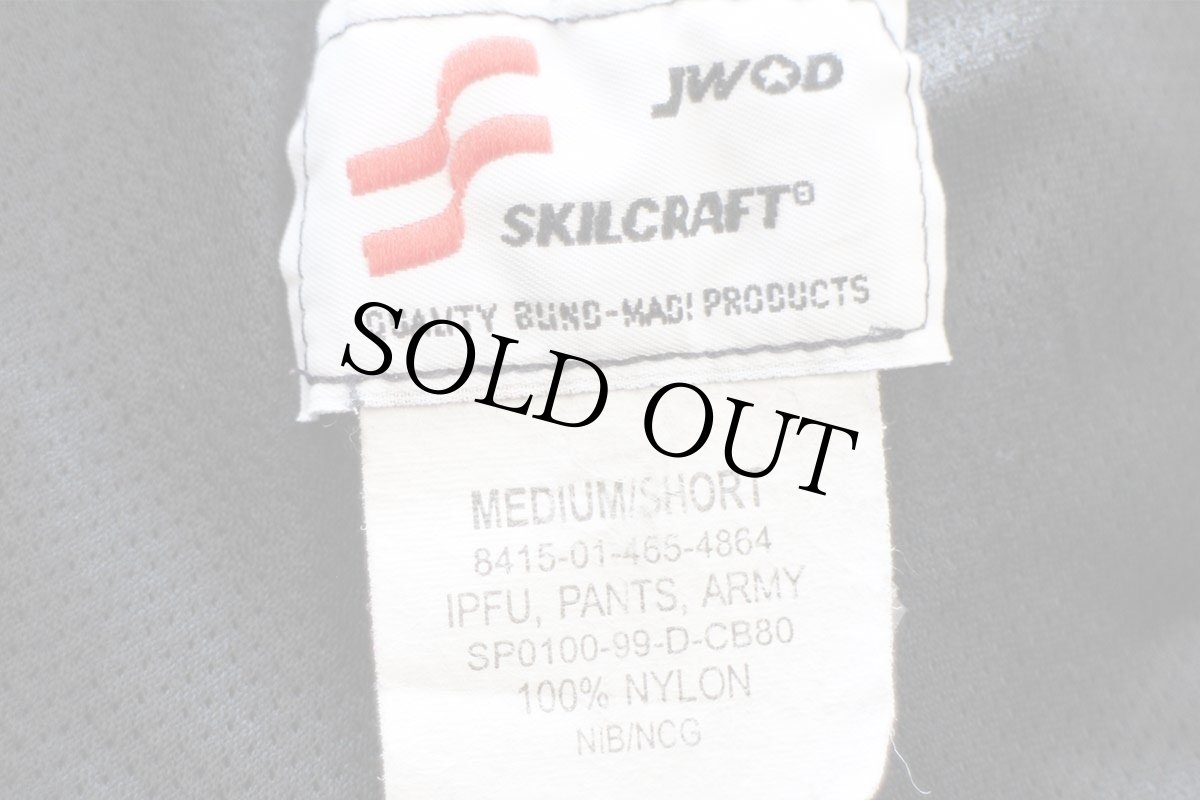 JWOD
SKILCRAFT®
QUALITY BLIND-MADE PRODUCTS
SOLD OUT
MEDIUM/SHORT
8415-01-465-4864
IPFU, PANTS, ARMY
SP0100-99-D-CB80
100% NYLON
NIB/NCG